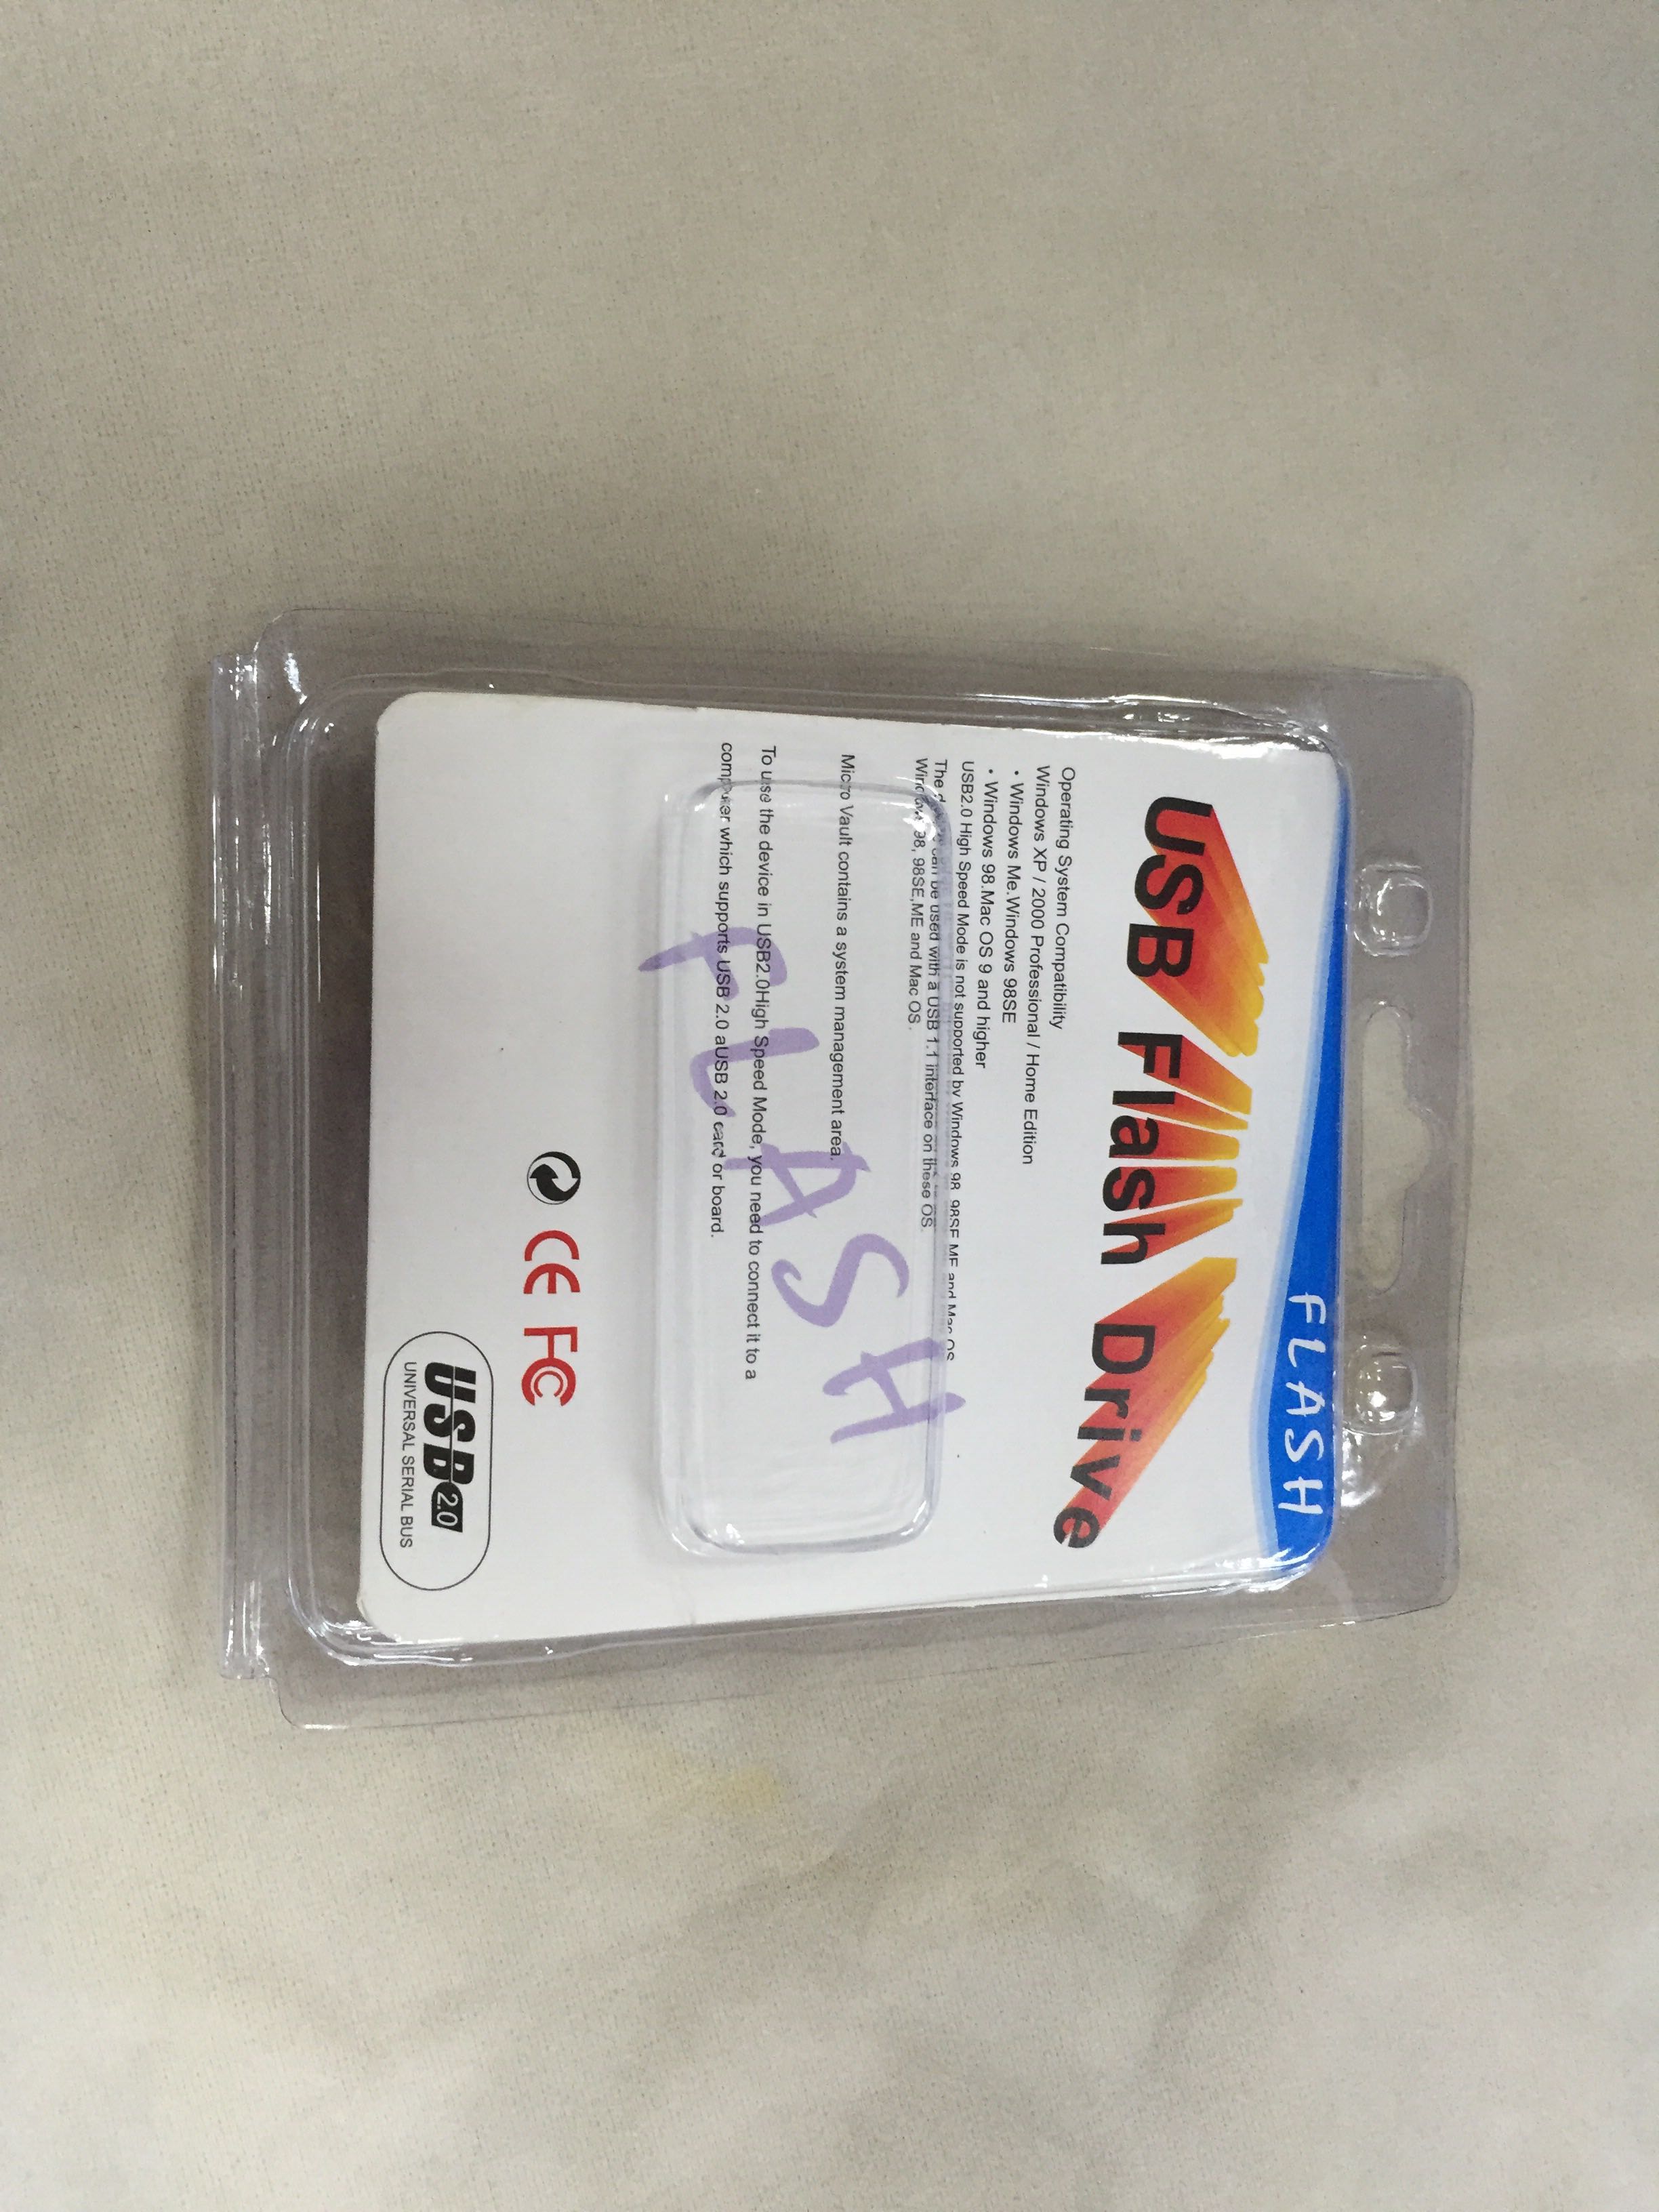 FLASH
USB Flash Drive
Operating System Compatibility
Windows XP / 2000 Professional / Home Edition
• Windows Me.Windows 98SE
• Windows 98.Mac OS 9 and higher
USB2.0 High Speed Mode is not supported by Windows 98, 98SE,ME and Mac OS
The can be used with a USB 1.1 interface on these OS.
Windows 98, 98SE,ME and Mac OS.
Micro Vault contains a system management area.
To use the device in USB2.0High Speed Mode, you need to connect it to a
computer which supports USB 2.0 aUSB 2.0 card or board.
FLASH
CE FC
USB 2.0
UNIVERSAL SERIAL BUS